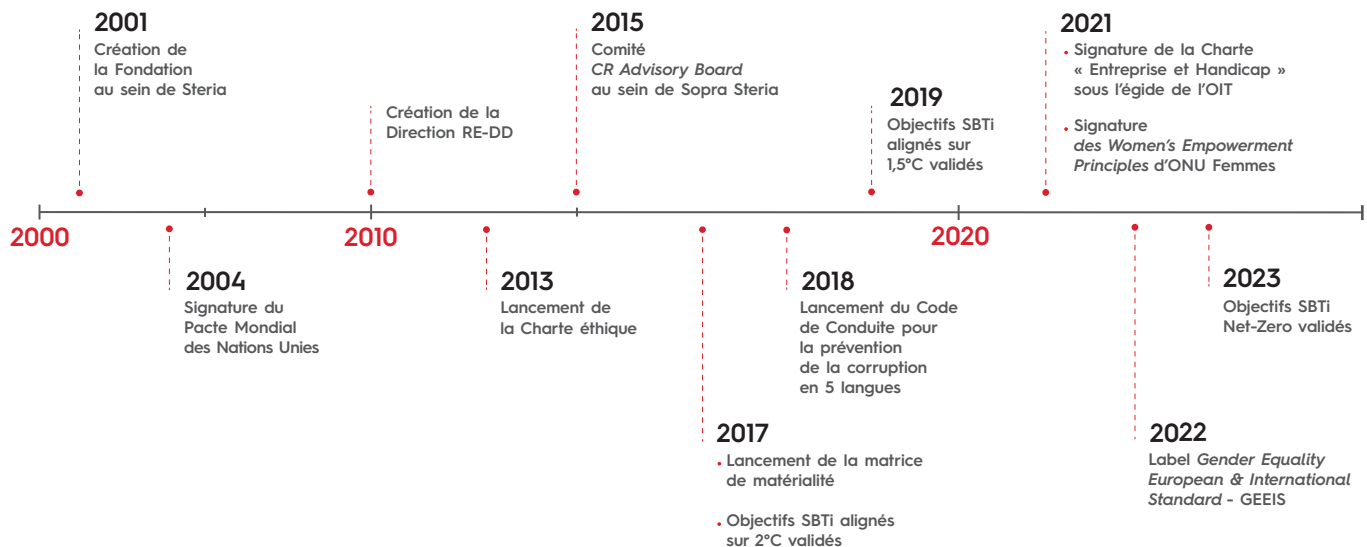 2001
Création de
la Fondation
au sein de Steria
Création de la
Direction RE-DD
2015
Comité
CR Advisory Board
au sein de Sopra Steria
2019
Objectifs SBTi
alignés sur
1,5°C validés
2021
• Signature de la Charte
« Entreprise et Handicap »
sous l’égide de l’OIT
• Signature
des Women’s Empowerment
Principles d’ONU Femmes
2000
2010
2020
2004
Signature du
Pacte Mondial
des Nations Unies
2013
Lancement de
la Charte éthique
2017
• Lancement de la matrice
de matérialité
• Objectifs SBTi alignés
sur 2°C validés
2018
Lancement du Code
de Conduite pour
la prévention
de la corruption
en 5 langues
2022
Label Gender Equality
European & International
Standard - GEEIS
2023
Objectifs SBTi
Net-Zero validés